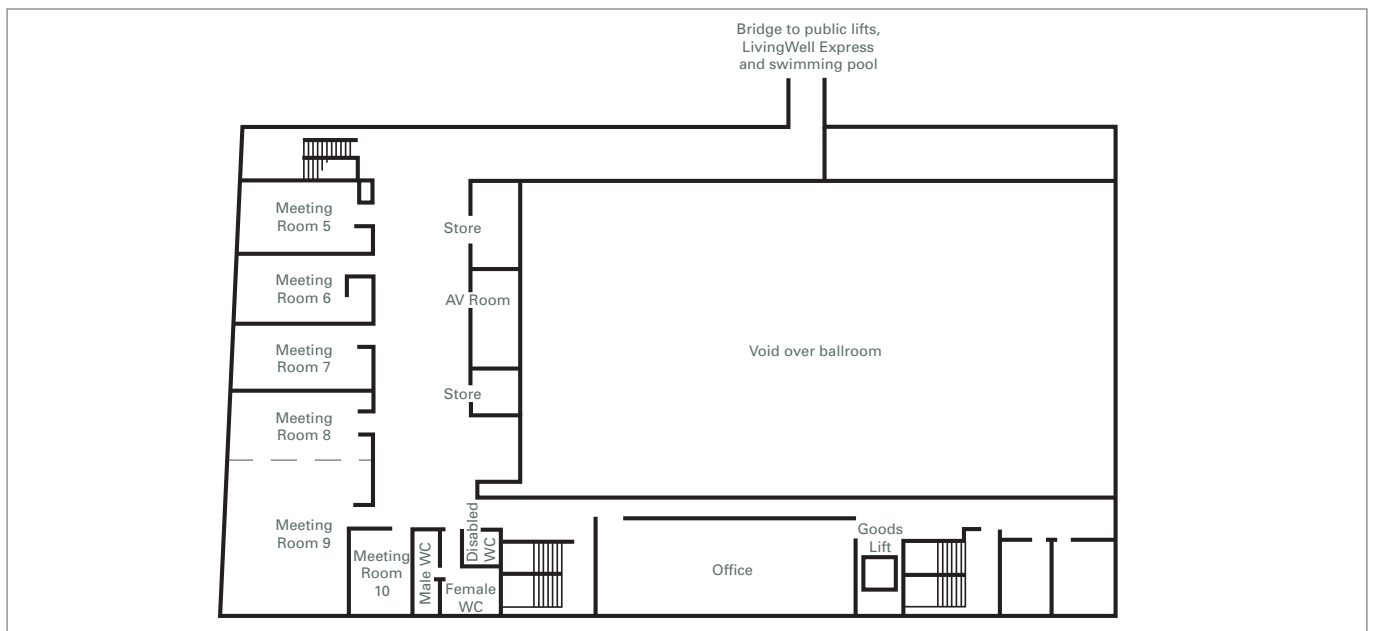 Bridge to public lifts,
LivingWell Express
and swimming pool
Meeting
Room 5
Store
Meeting
Room 6
AV Room
Meeting
Room 7
Void over ballroom
Store
Meeting
Room 8
Meeting
Room 9
Meeting
Room
10
Male WC
Disabled
WC
Female
WC
Office
Goods
Lift